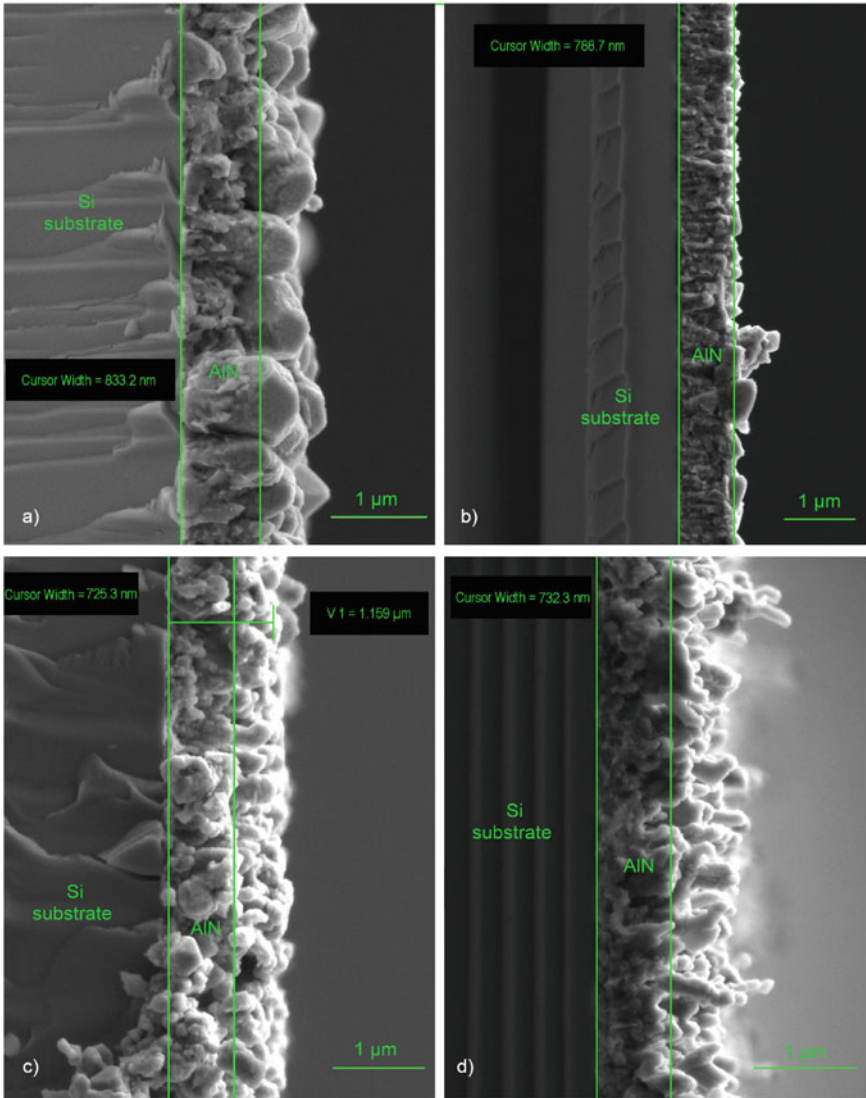 Cursor Width = 833.2 nm
Si
substrate
AlN
1 µm
a)
Cursor Width = 788.7 nm
AlN
Si
substrate
1 µm
b)
Cursor Width = 725.3 nm
V 1 = 1.159 µm
Si
substrate
AlN
1 µm
c)
Cursor Width = 732.3 nm
Si
substrate
AlN
1 µm
d)